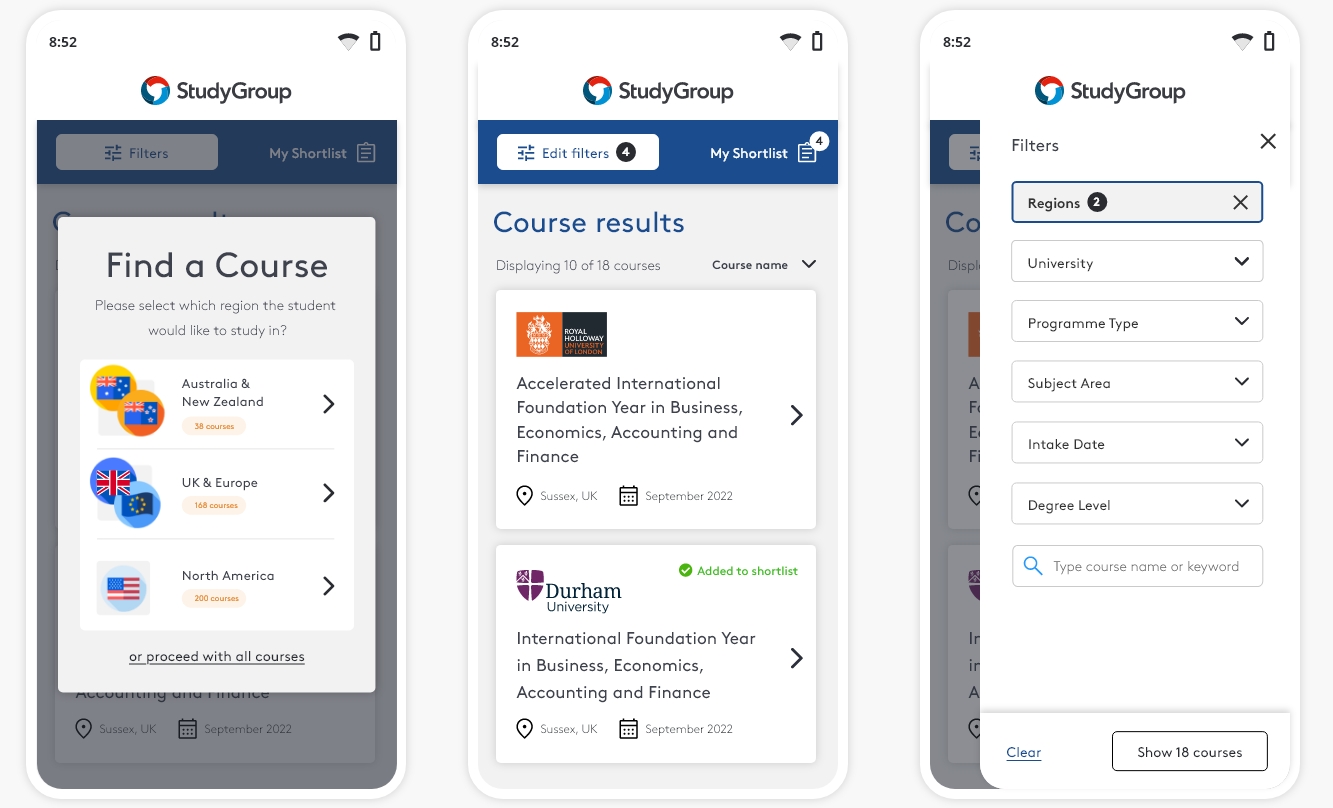 8:52
StudyGroup
Filters
My Shortlist
Find a Course
Please select which region the student
would like to study in?
Australia &
New Zealand
38 courses
UK & Europe
168 courses
North America
200 courses
or proceed with all courses
Accounting and Finance
Sussex, UK
September 2022
8:52
StudyGroup
Edit filters 4
My Shortlist 4
Course results
Displaying 10 of 18 courses
Course name
ROYAL
HOLLOWAY
UNIVERSITY
OF LONDON
Accelerated International
Foundation Year in Business,
Economics, Accounting and
Finance
Sussex, UK
September 2022
Added to shortlist
Durham
University
International Foundation Year
in Business, Economics,
Accounting and Finance
Sussex, UK
September 2022
8:52
StudyGroup
Filters
Regions 2
University
Programme Type
Subject Area
Intake Date
Degree Level
Type course name or keyword
Clear
Show 18 courses